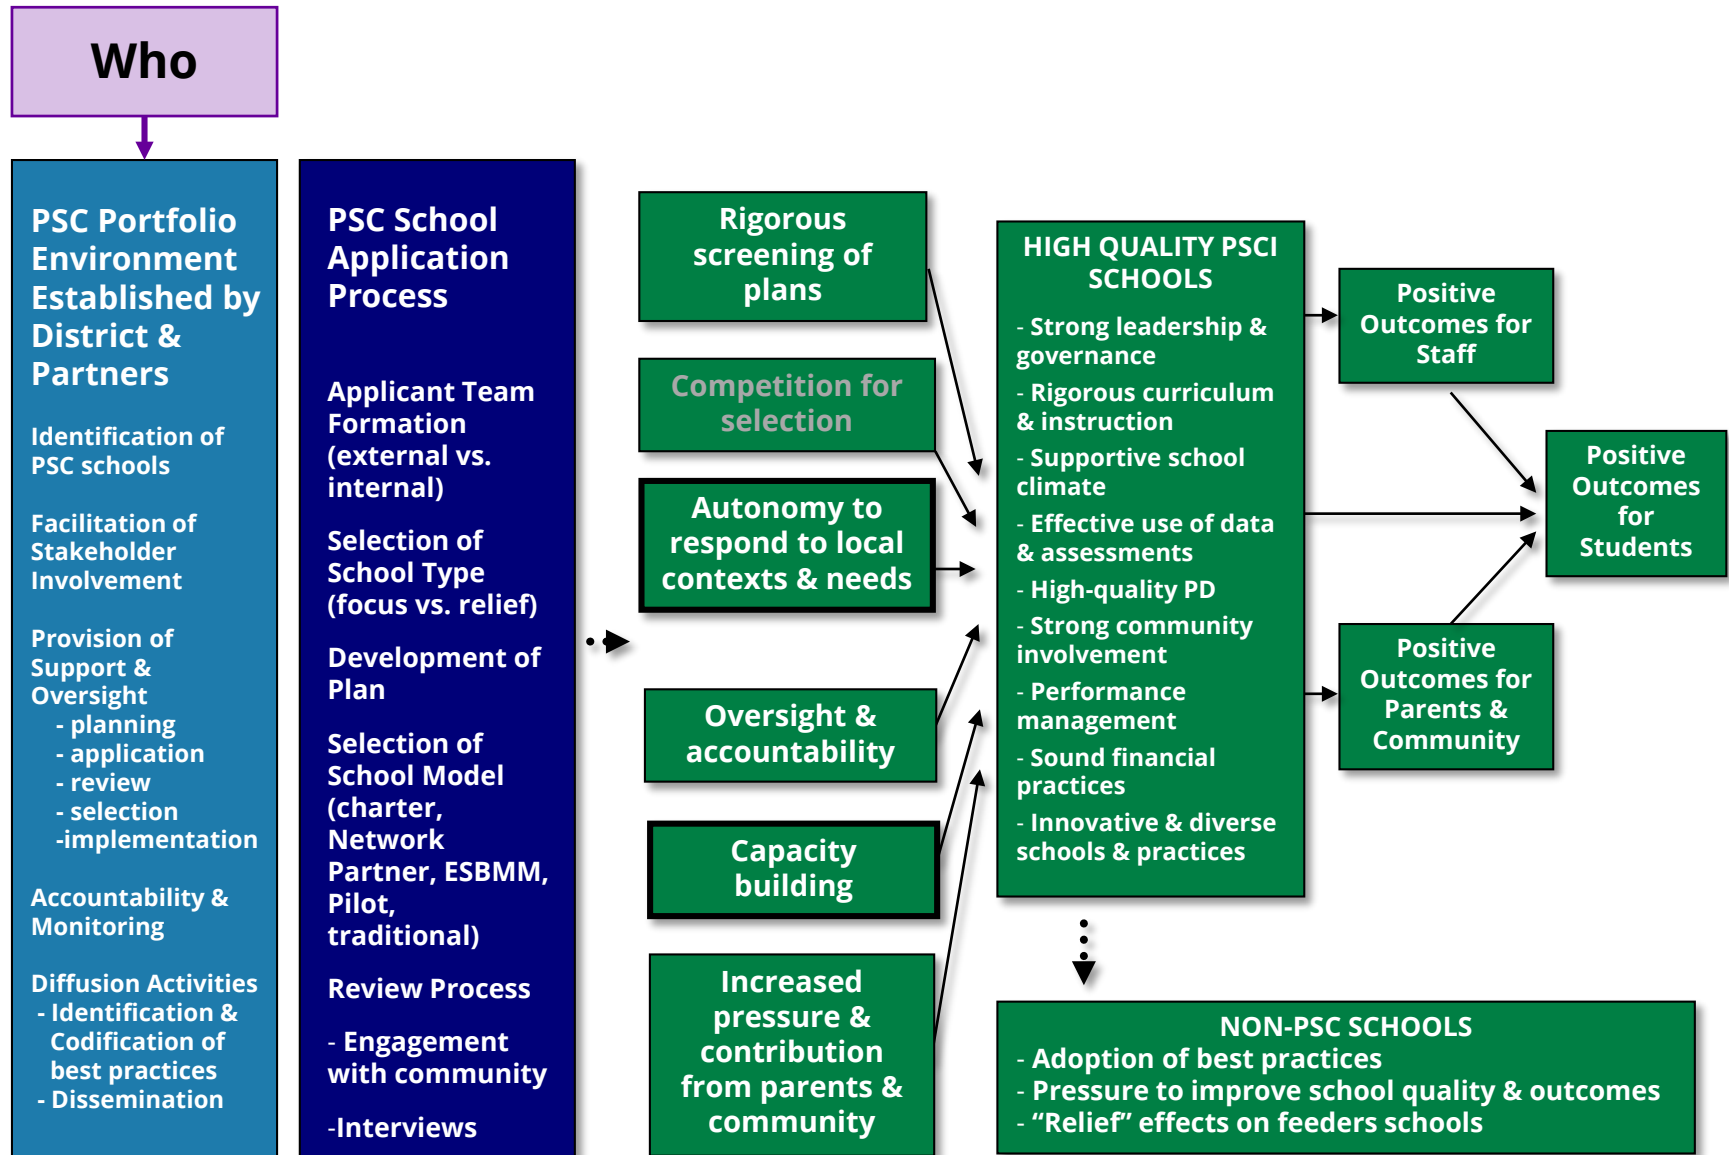 Who
PSC Portfolio
Environment
Established by
District &
Partners
Identification of
PSC schools
Facilitation of
Stakeholder
Involvement
Provision of
Support &
Oversight
- planning
- application
- review
- selection
-implementation
Accountability &
Monitoring
Diffusion Activities
- Identification &
Codification of
best practices
- Dissemination
PSC School
Application
Process
Applicant Team
Formation
(external vs.
internal)
Selection of
School Type
(focus vs. relief)
Development of
Plan
Selection of
School Model
(charter,
Network
Partner, ESBMM,
Pilot,
traditional)
Review Process
- Engagement
with community
-Interviews
Rigorous
screening of
plans
Competition for
selection
Autonomy to
respond to local
contexts & needs
Oversight &
accountability
Capacity
building
Increased
pressure &
contribution
from parents &
community
HIGH QUALITY PSCI
SCHOOLS
- Strong leadership &
governance
- Rigorous curriculum
& instruction
- Supportive school
climate
- Effective use of data
& assessments
- High-quality PD
- Strong community
involvement
- Performance
management
- Sound financial
practices
- Innovative & diverse
schools & practices
Positive
Outcomes for
Staff
Positive
Outcomes
for
Students
Positive
Outcomes for
Parents &
Community
NON-PSC SCHOOLS
- Adoption of best practices
- Pressure to improve school quality & outcomes
- “Relief” effects on feeders schools